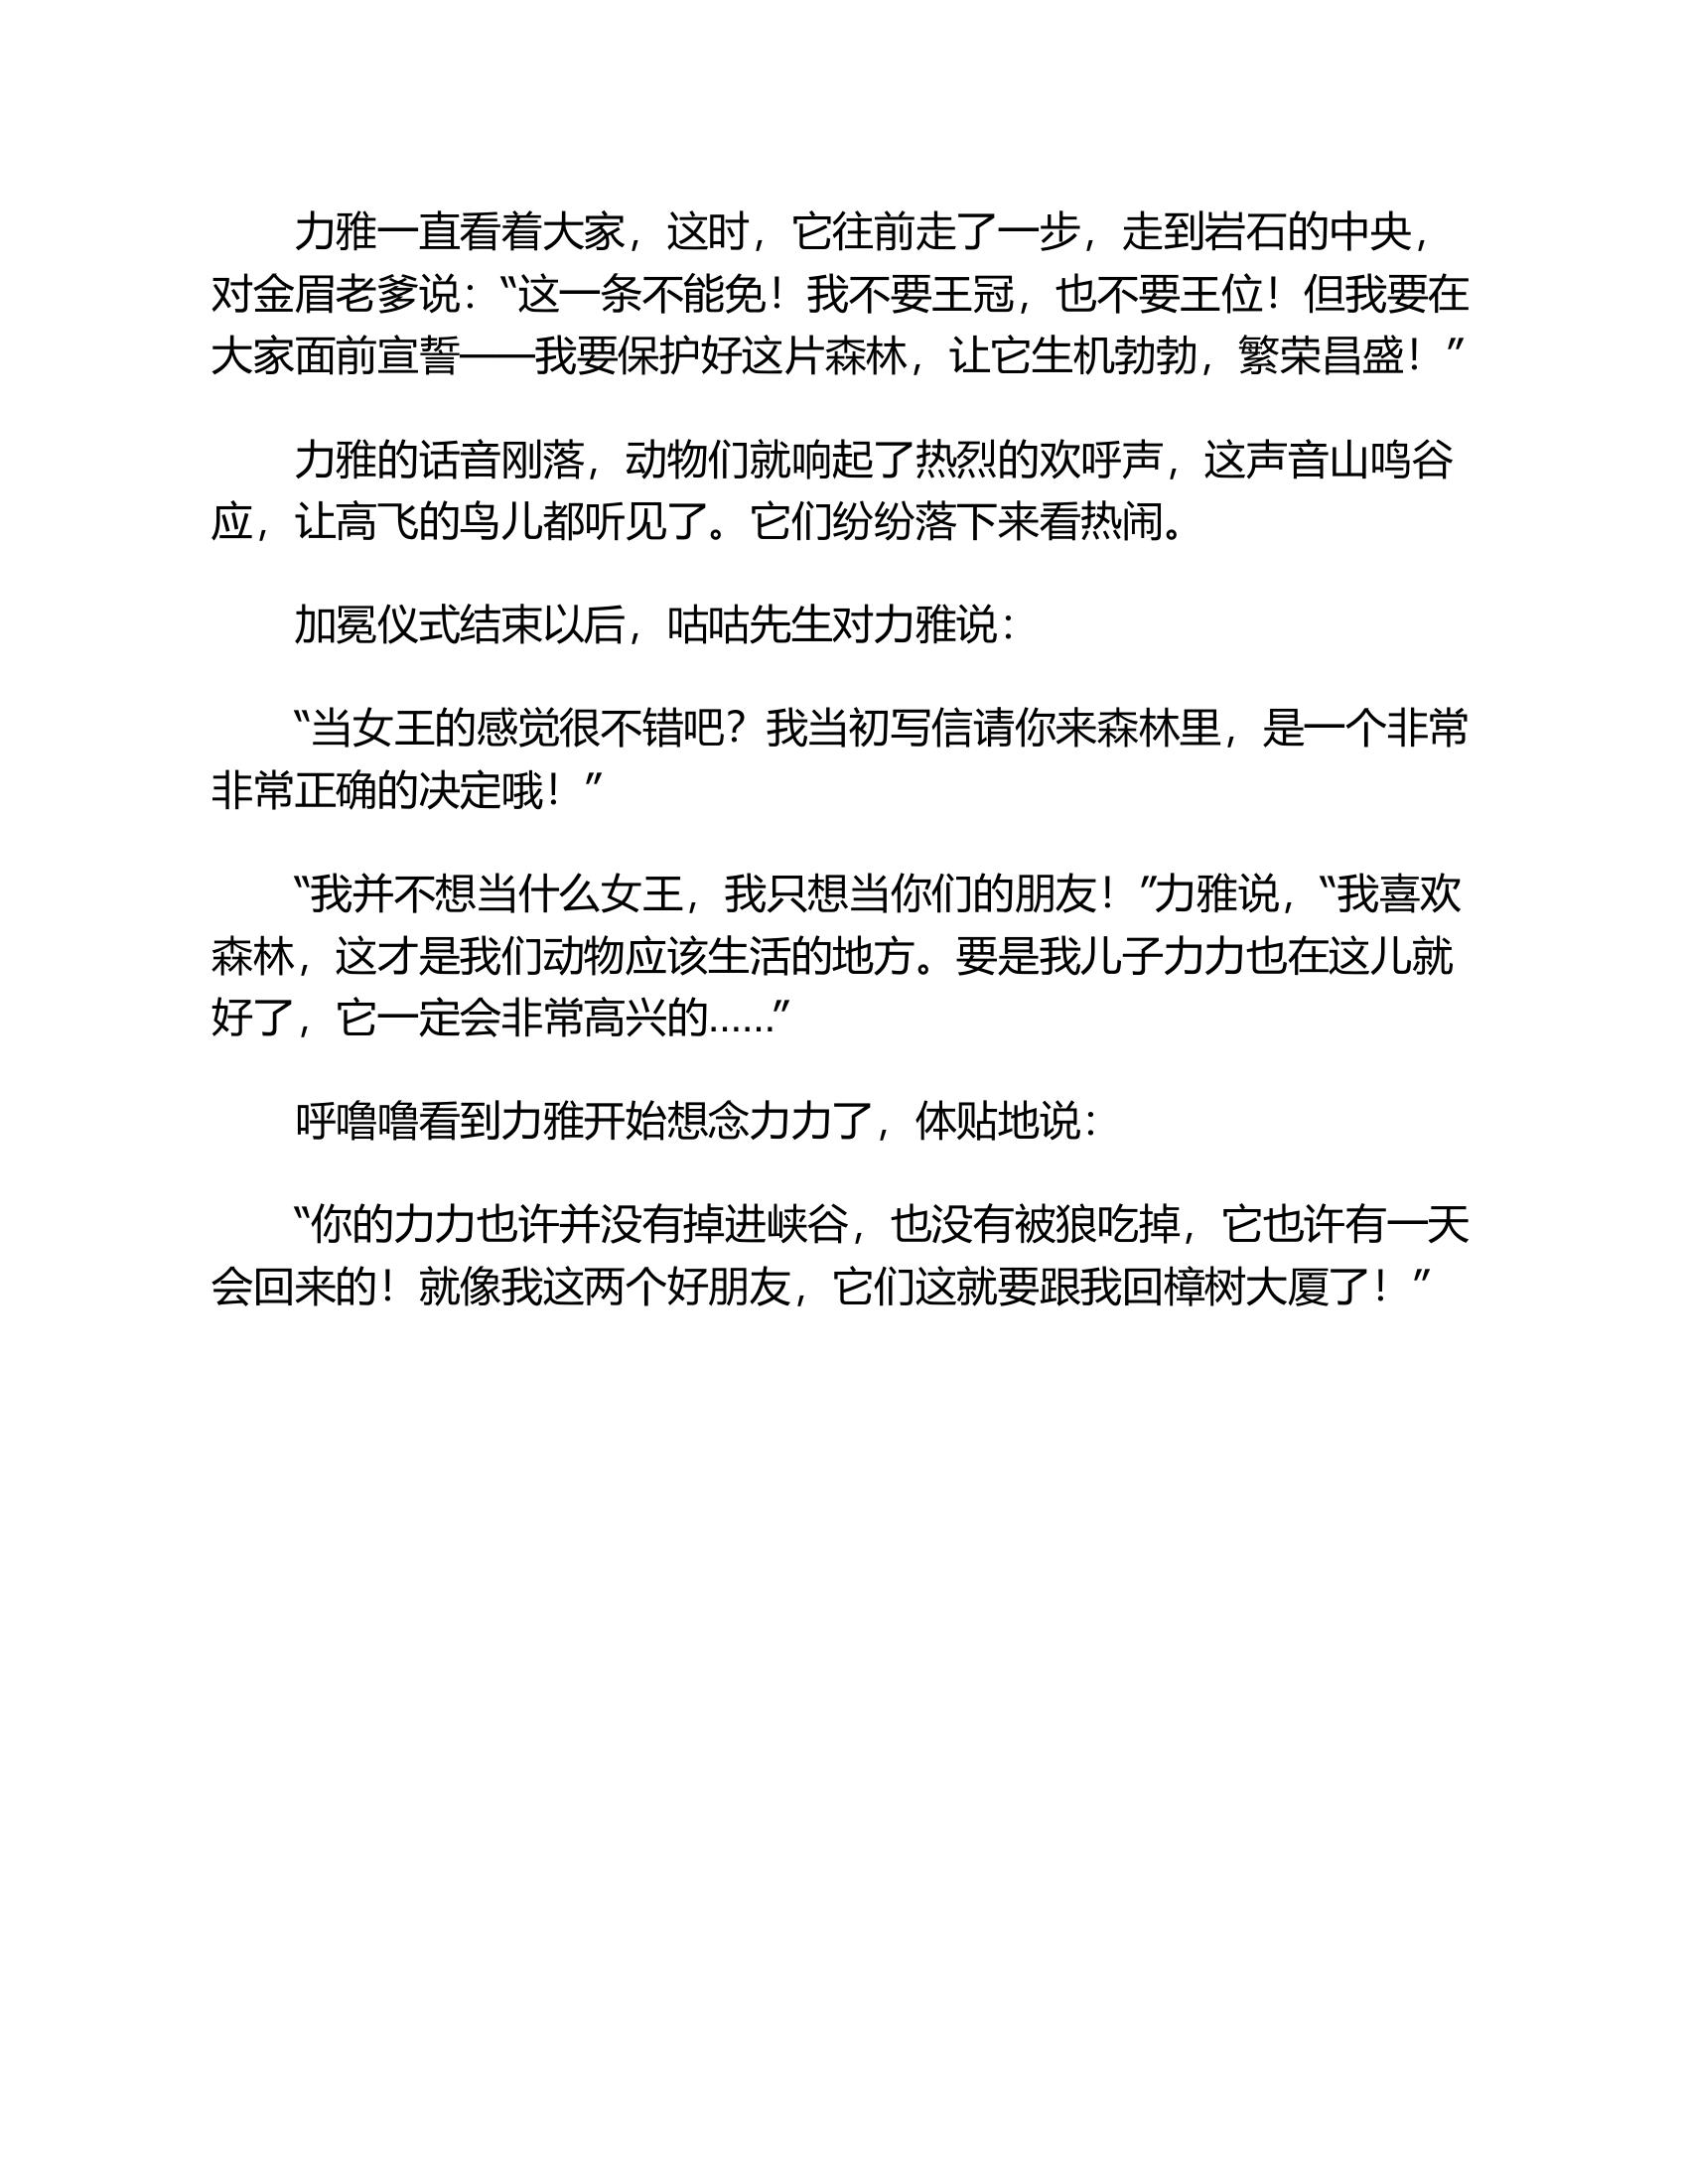 力雅一直看着大家，这时，它往前走了一步，走到岩石的中央，
对金眉老爹说：“这一条不能免！我不要王冠，也不要王位！但我要在
大家面前宣誓——我要保护好这片森林，让它生机勃勃，繁荣昌盛！”
力雅的话音刚落，动物们就响起了热烈的欢呼声，这声音山鸣谷
应，让高飞的鸟儿都听见了。它们纷纷落下来看热闹。
加冕仪式结束以后，咕咕先生对力雅说：
“当女王的感觉很不错吧？我当初写信请你来森林里，是一个非常
非常正确的决定哦！”
“我并不想当什么女王，我只想当你们的朋友！”力雅说，“我喜欢
森林，这才是我们动物应该生活的地方。要是我儿子力力也在这儿就
好了，它一定会非常高兴的……”
呼噜噜看到力雅开始想念力力了，体贴地说：
“你的力力也许并没有掉进峡谷，也没有被狼吃掉，它也许有一天
会回来的！就像我这两个好朋友，它们这就要跟我回樟树大厦了！”